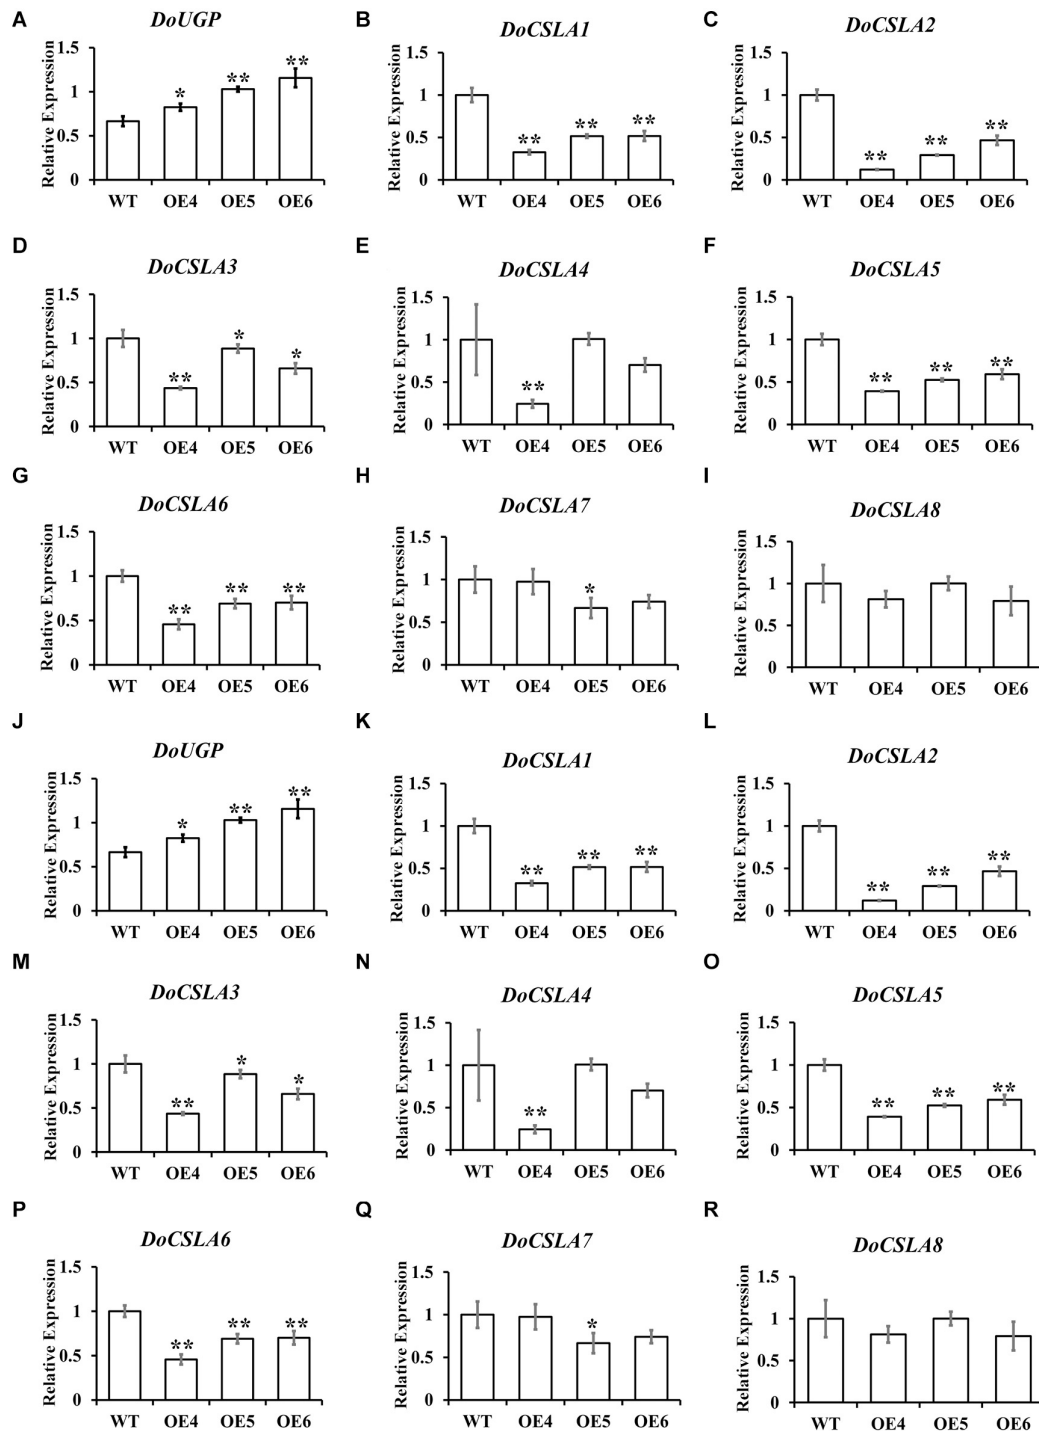 A
DoUGP
Relative Expression
1.5
1
0.5
0
* ** **
WT OE4 OE5 OE6
B
DoCSLA1
Relative Expression
1.5
1
0.5
0
** ** **
WT OE4 OE5 OE6
C
DoCSLA2
Relative Expression
1.5
1
0.5
0
** ** **
WT OE4 OE5 OE6
D
DoCSLA3
Relative Expression
1.5
1
0.5
0
** * *
WT OE4 OE5 OE6
E
DoCSLA4
Relative Expression
1.5
1
0.5
0
**
WT OE4 OE5 OE6
F
DoCSLA5
Relative Expression
1.5
1
0.5
0
** ** **
WT OE4 OE5 OE6
G
DoCSLA6
Relative Expression
1.5
1
0.5
0
** ** **
WT OE4 OE5 OE6
H
DoCSLA7
Relative Expression
1.5
1
0.5
0
*
WT OE4 OE5 OE6
I
DoCSLA8
Relative Expression
1.5
1
0.5
0
WT OE4 OE5 OE6
J
DoUGP
Relative Expression
1.5
1
0.5
0
* ** **
WT OE4 OE5 OE6
K
DoCSLA1
Relative Expression
1.5
1
0.5
0
** ** **
WT OE4 OE5 OE6
L
DoCSLA2
Relative Expression
1.5
1
0.5
0
** ** **
WT OE4 OE5 OE6
M
DoCSLA3
Relative Expression
1.5
1
0.5
0
** * *
WT OE4 OE5 OE6
N
DoCSLA4
Relative Expression
1.5
1
0.5
0
**
WT OE4 OE5 OE6
O
DoCSLA5
Relative Expression
1.5
1
0.5
0
** ** **
WT OE4 OE5 OE6
P
DoCSLA6
Relative Expression
1.5
1
0.5
0
** ** **
WT OE4 OE5 OE6
Q
DoCSLA7
Relative Expression
1.5
1
0.5
0
*
WT OE4 OE5 OE6
R
DoCSLA8
Relative Expression
1.5
1
0.5
0
WT OE4 OE5 OE6